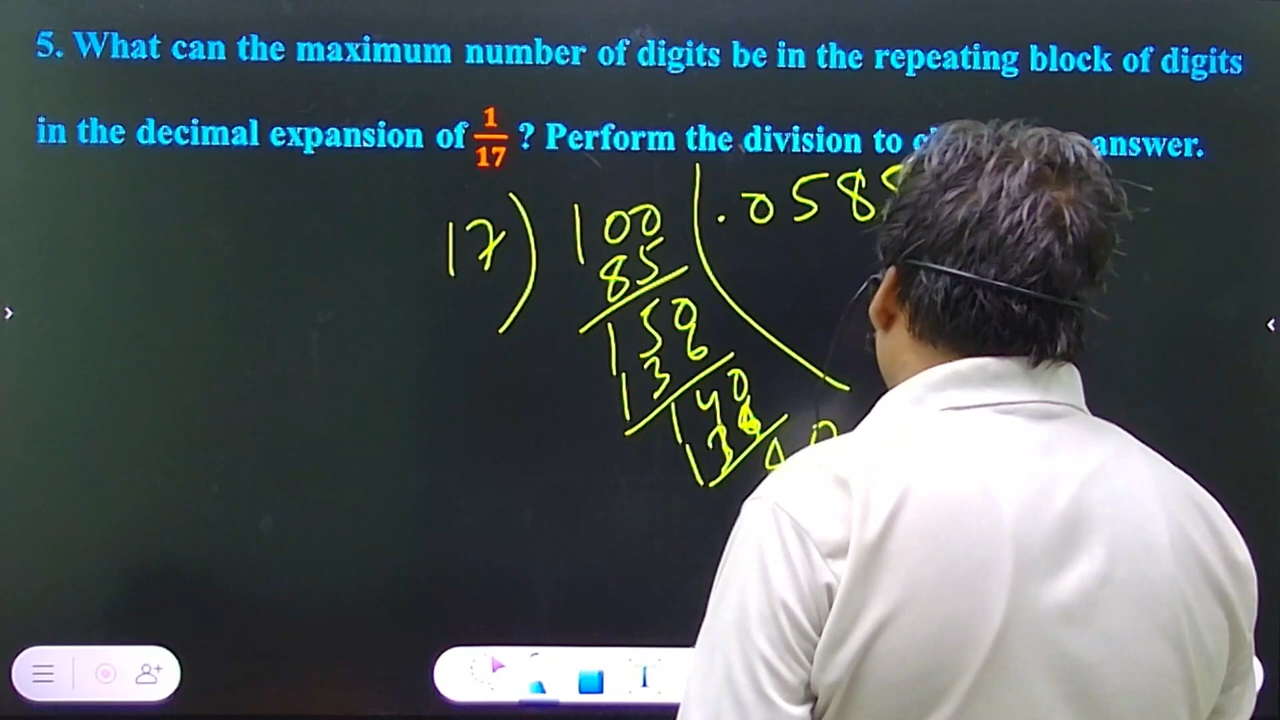 5. What can the maximum number of digits be in the repeating block of digits
in the decimal expansion of 1/17 ? Perform the division to answer.
17) 100 ( .058
85
150
136
140
13